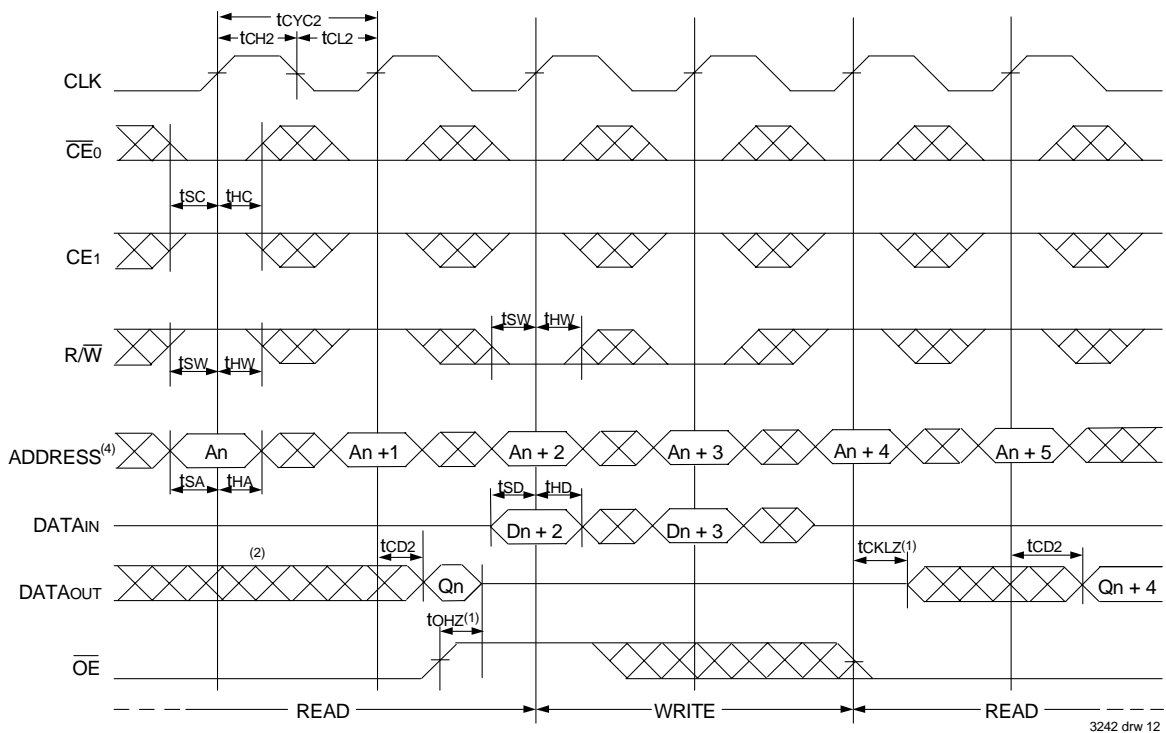 tCYC2
tCH2 tCL2
CLK
CE0
tSC tHC
CE1
tSW tHW
R/W
tSW tHW
ADDRESS(4) An An +1 An + 2 An + 3 An + 4 An + 5
tSA tHA tSD tHD
DATAIN Dn + 2 Dn + 3
(2) tCD2 tCKLZ(1) tCD2
DATAOUT Qn Qn + 4
tOHZ(1)
OE
READ WRITE READ
3242 drw 12